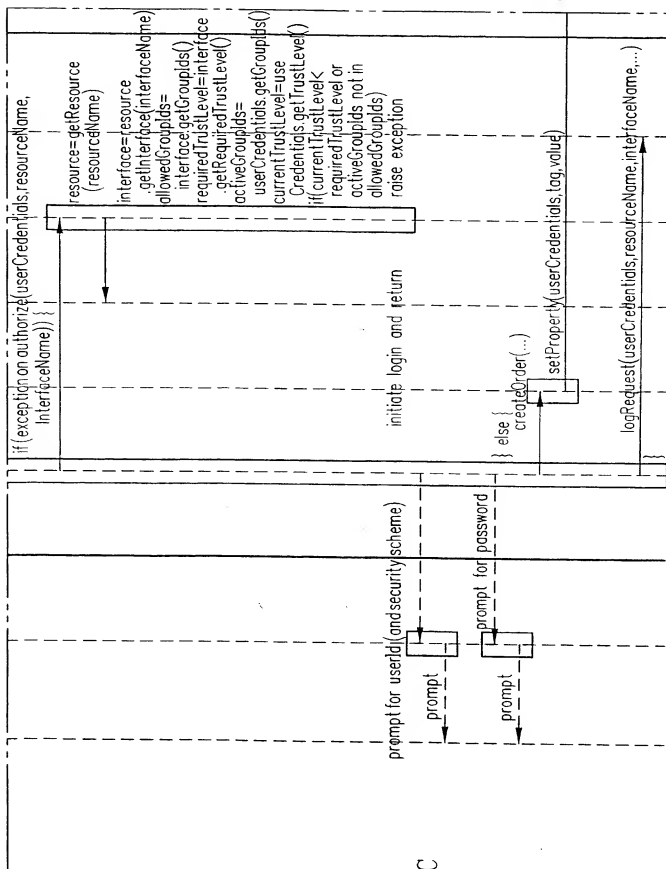 if(exception on authorize(userCredentials,resourceName,
InterfaceName)) {
resource=getResource
(resourceName)
interface=resource
.getInterface(interfaceName)
allowedGroupIds=
interface.getGroupIds()
requiredTrustLevel=interface
.getRequiredTrustLevel()
activeGroupIds=
userCredentials.getGroupIds()
currentTrustLevel=use
Credentials.getTrustLevel()
if(currentTrustLevel<
requiredTrustLevel or
activeGroupIds not in
allowedGroupIds)
raise exception
initiate login and return
prompt for userId(and security scheme)
prompt
} else {
createOrder(...)
prompt for password
prompt
setProperty(userCredentials,tag,value)
logRequest(userCredentials,resourceName,interfaceName,...)
}
C